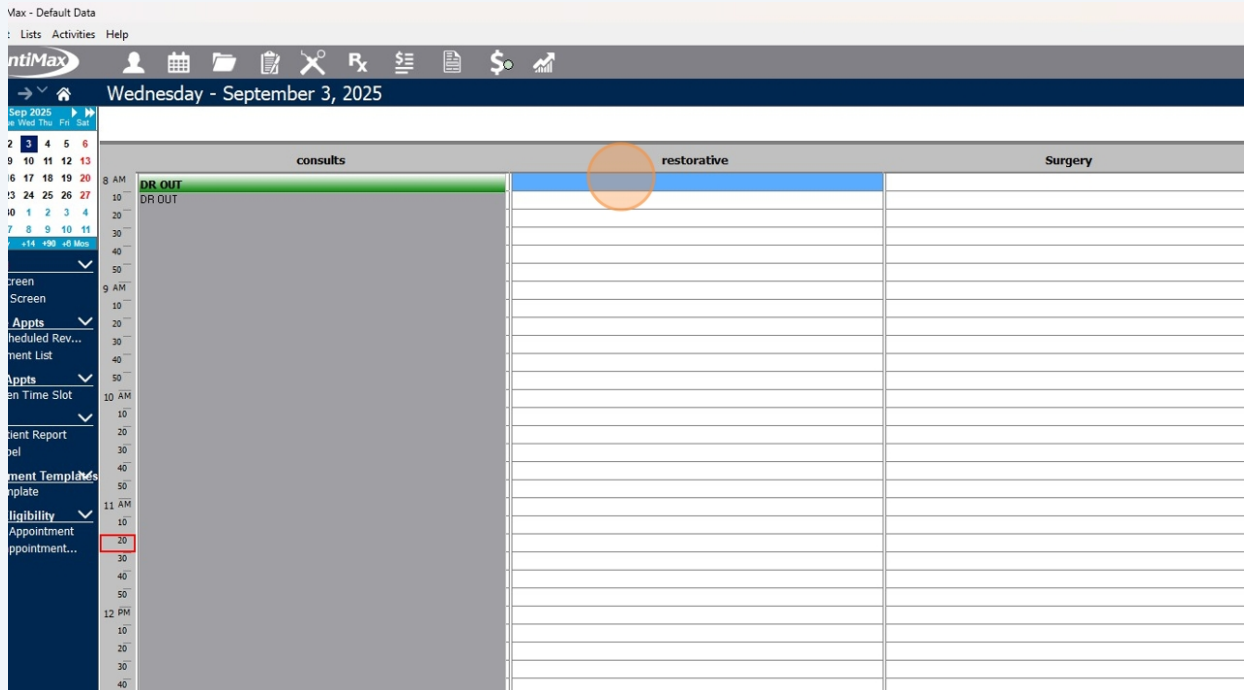 Max - Default Data
Lists Activities Help
ntiMax
Rx
Wednesday - September 3, 2025
Sep 2025
Wed Thu Fri Sat
2 3 4 5 6
9 10 11 12 13
16 17 18 19 20
23 24 25 26 27
30 1 2 3 4
7 8 9 10 11
+14 +90 +6 Mos
creen
Screen
Appts
heduled Rev...
ment List
Appts
en Time Slot
tient Report
bel
ment Templates
mplate
ligibility
Appointment
ppointment...
consults restorative Surgery
8 AM
DR OUT
10
DR OUT
20
30
40
50
9 AM
10
20
30
40
50
10 AM
10
20
30
40
50
11 AM
10
20
30
40
50
12 PM
10
20
30
40